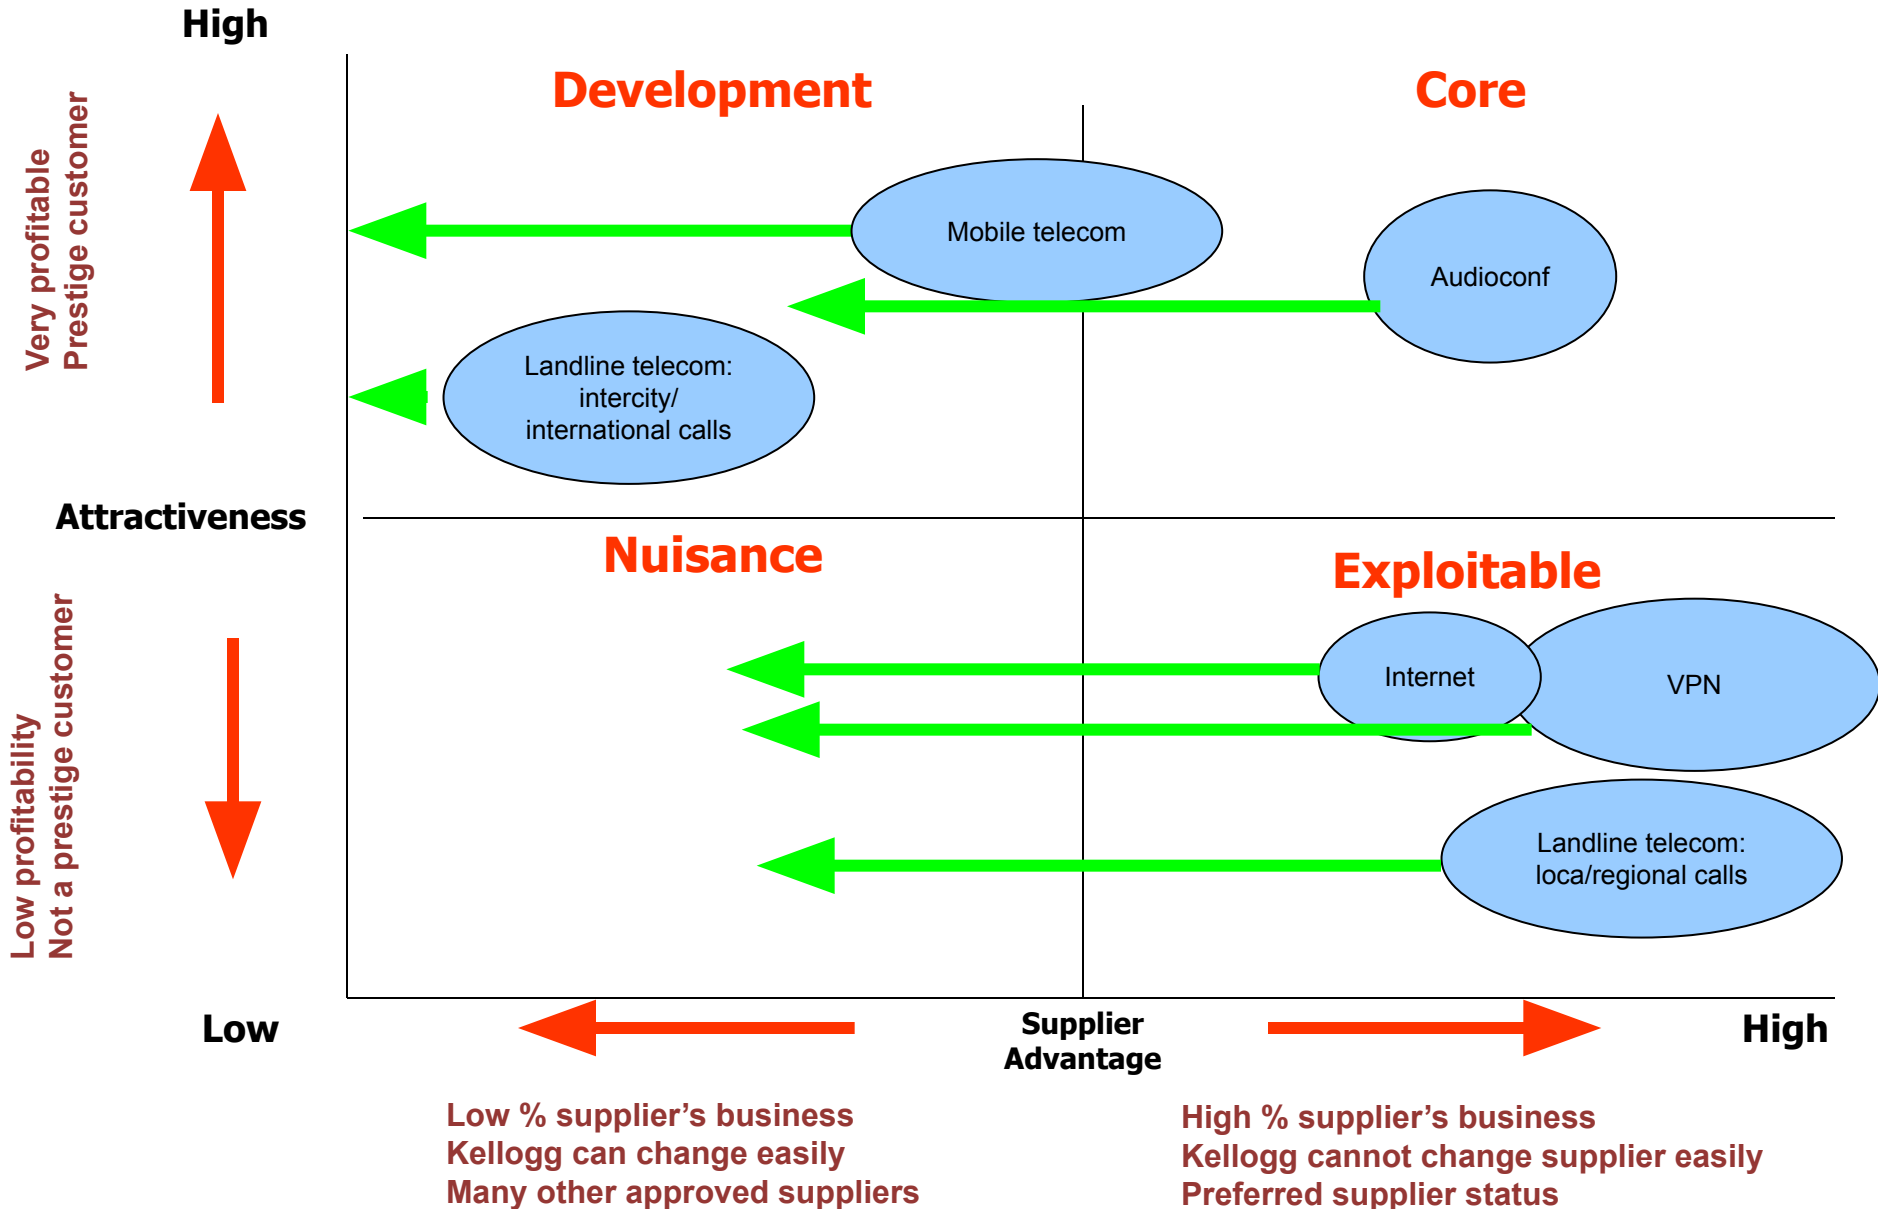 High
Development
Core
Very profitable
Prestige customer
Mobile telecom
Audioconf
Landline telecom:
intercity/
international calls
Attractiveness
Nuisance
Exploitable
Low profitability
Not a prestige customer
Internet
VPN
Landline telecom:
loca/regional calls
Low
Supplier
Advantage
High
Low % supplier’s business
Kellogg can change easily
Many other approved suppliers
High % supplier’s business
Kellogg cannot change supplier easily
Preferred supplier status